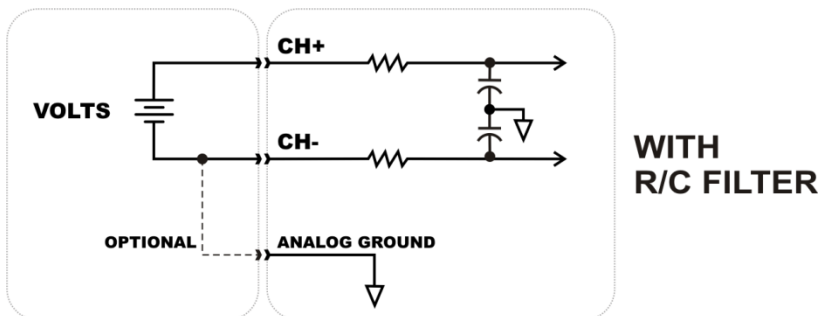 CH+
VOLTS
CH-
WITH
R/C FILTER
OPTIONAL
ANALOG GROUND